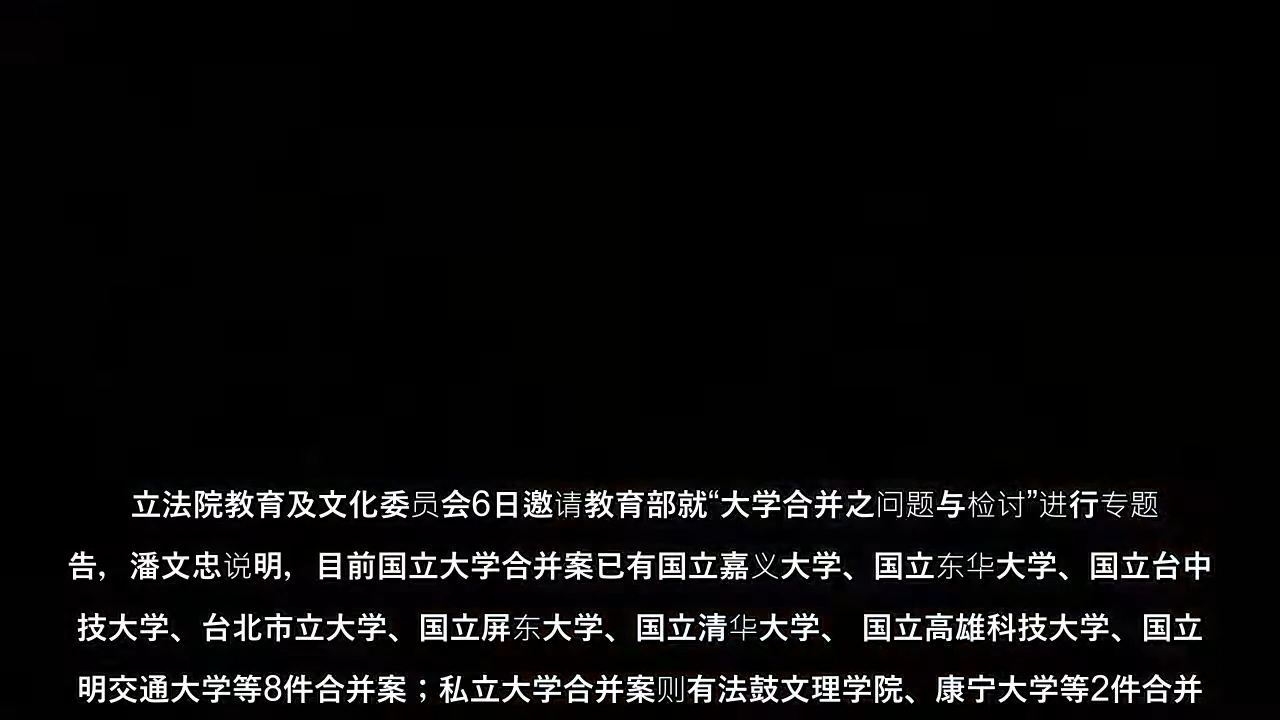 立法院教育及文化委员会6日邀请教育部就“大学合并之问题与检讨”进行专题
告，潘文忠说明，目前国立大学合并案已有国立嘉义大学、国立东华大学、国立台中
技大学、台北市立大学、国立屏东大学、国立清华大学、 国立高雄科技大学、国立
明交通大学等8件合并案；私立大学合并案则有法鼓文理学院、康宁大学等2件合并